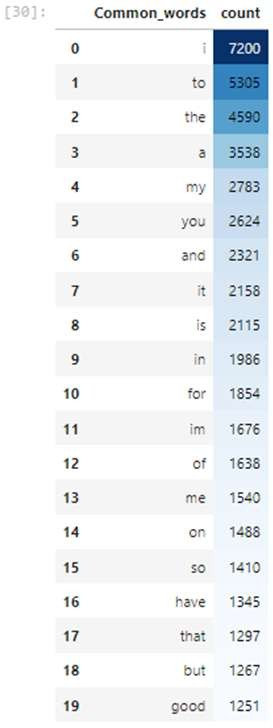 [30]: Common_words count
0 i 7200
1 to 5305
2 the 4590
3 a 3538
4 my 2783
5 you 2624
6 and 2321
7 it 2158
8 is 2115
9 in 1986
10 for 1854
11 im 1676
12 of 1638
13 me 1540
14 on 1488
15 so 1410
16 have 1345
17 that 1297
18 but 1267
19 good 1251